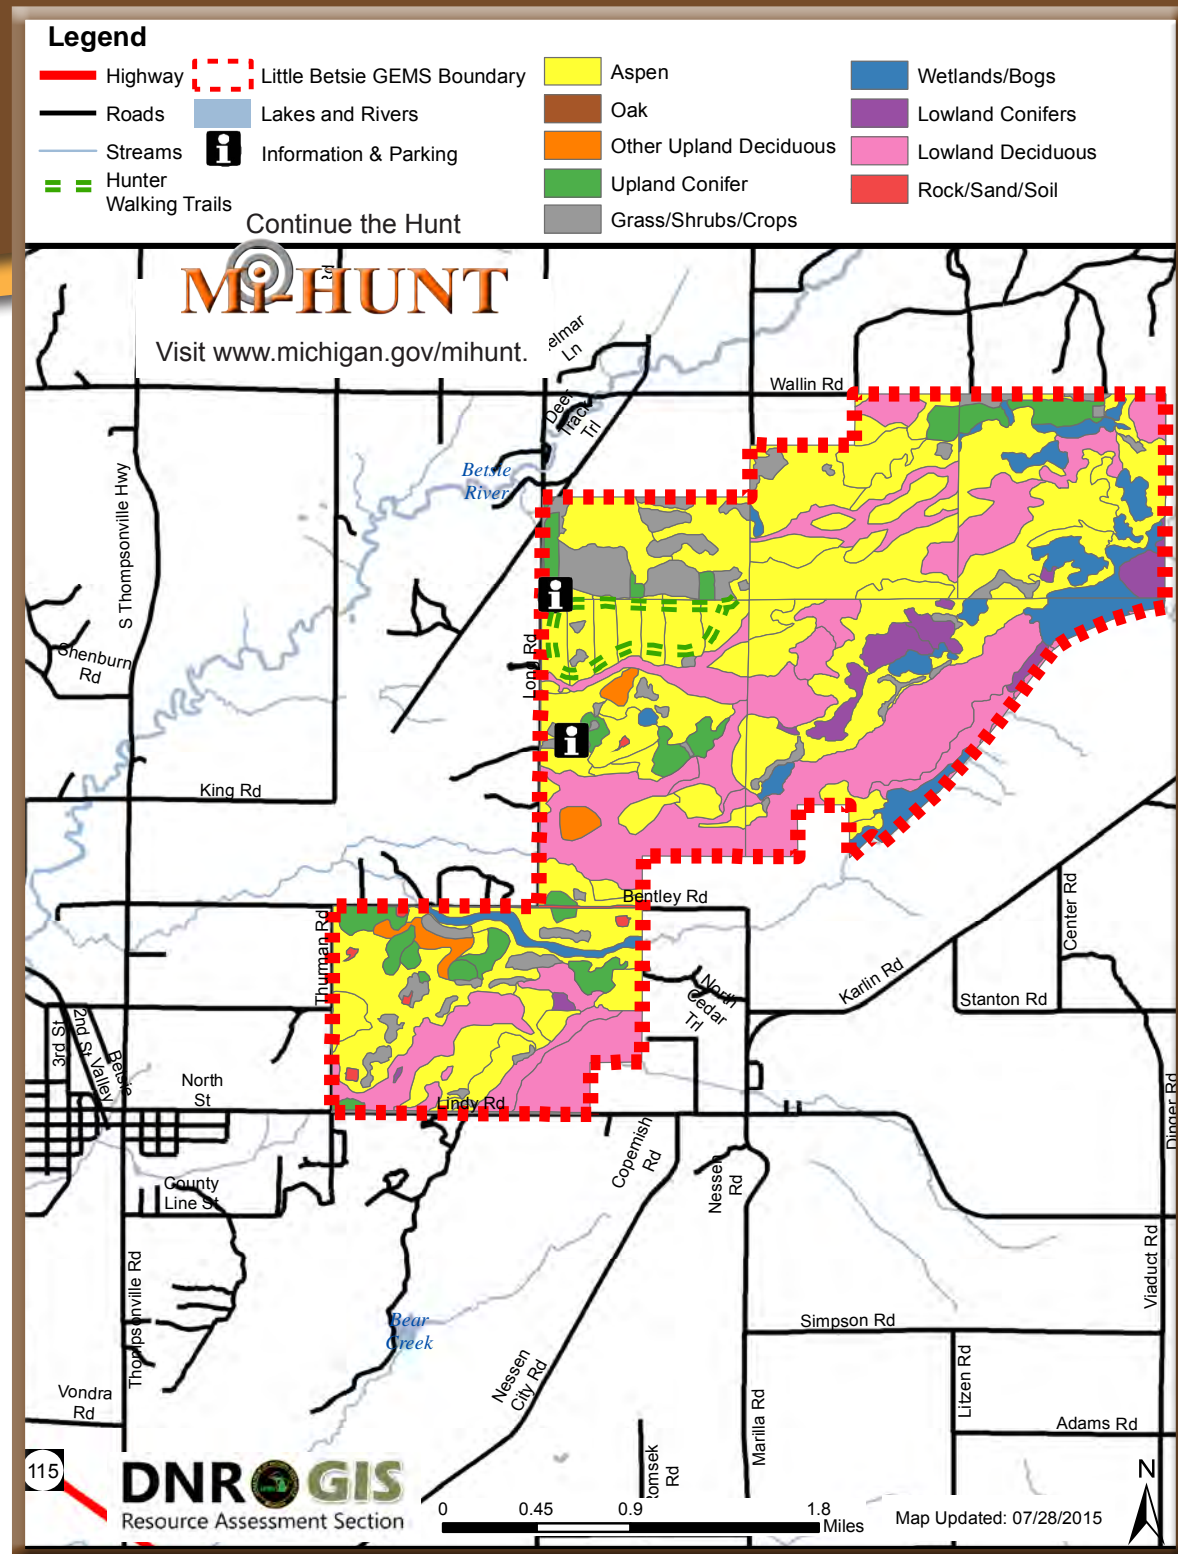 Legend
Highway
Roads
Streams
Hunter
Walking Trails
Little Betsie GEMS Boundary
Lakes and Rivers
i
Information & Parking
Aspen
Oak
Other Upland Deciduous
Upland Conifer
Grass/Shrubs/Crops
Wetlands/Bogs
Lowland Conifers
Lowland Deciduous
Rock/Sand/Soil
Continue the Hunt
Mi-HUNT
Visit www.michigan.gov/mihunt.
Rd
elmar
Ln
Wallin Rd
Deer
Track
Trl
Betsie
River
S Thompsonville Hwy
i
Shenburn
Rd
Long Rd
i
King Rd
Bentley Rd
Thurman Rd
Center Rd
North
Cedar
Trl
Karlin Rd
Stanton Rd
3rd St
2nd St
Betsie
Valley
North
St
Lindy Rd
Dinger Rd
Copemish
Rd
Nessen
Rd
County
Line St
Thompsonville Rd
Viaduct Rd
Bear
Creek
Simpson Rd
Nessen
City Rd
Litzen Rd
Vondra
Rd
Marilla Rd
Adams Rd
Romsek
Rd
115
DNR GIS
Resource Assessment Section
0 0.45 0.9 1.8
Miles
Map Updated: 07/28/2015
N